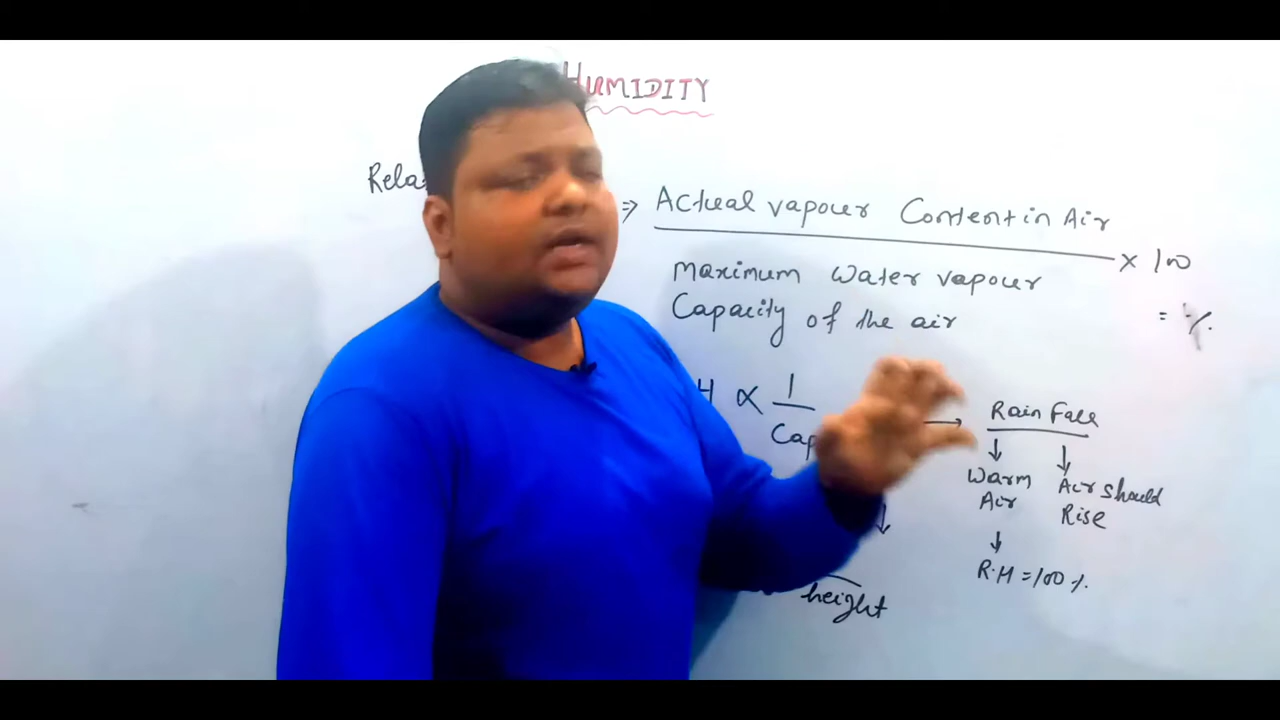 HUMIDITY
Rela
⇒ Actual vapour Content in Air
× 100
Maximum Water vapour
Capacity of the air
= %
H ∝ 1
Cap
→ Rain Fall
↓ ↓
Warm Air should
Air Rise
↓ ↓
R.H = 100 %
height